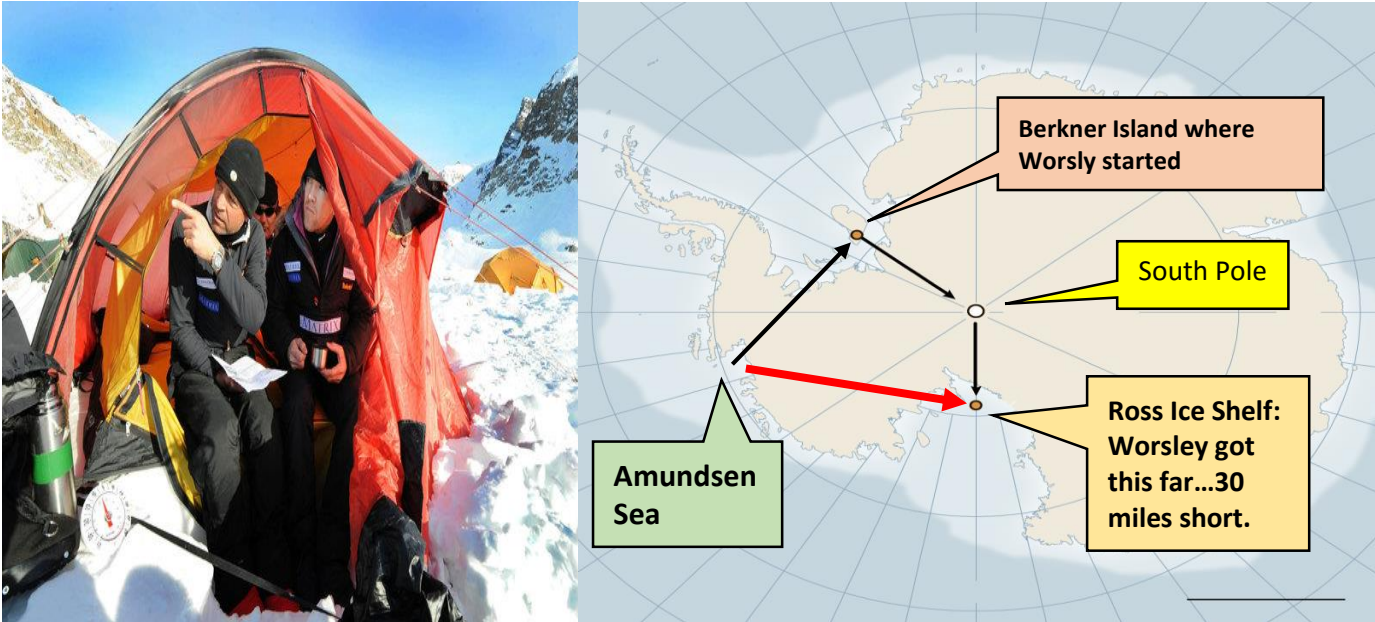 MATRIX
Berkner Island where
Worsly started
South Pole
Ross Ice Shelf:
Worsley got
this far…30
miles short.
Amundsen
Sea